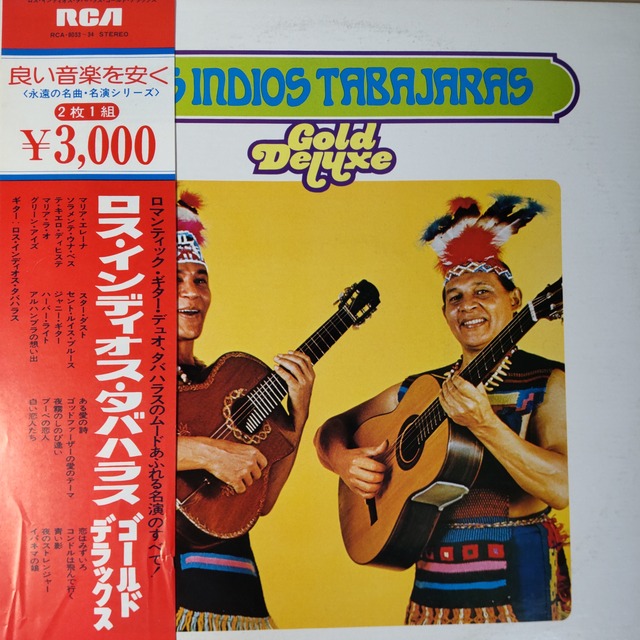 RCA
STEREO
良い音楽を安く
〈永遠の名曲・名演シリーズ〉
2枚1組
¥3,000
S INDIOS TABAJARAS
Gold
Deluxe
ロマンティック・ギター・デュオ、タバハラスのムードあふれる名演のすべて!
ロス・インディオス・タバハラス
ゴールド
デラックス
マリア・エレーナ
ソラメンテ・ウナ・ベス
テ・キエロ・ディヒステ
マリア・ラ・オ
グリーン・アイズ
スター・ダスト
セント・ルイス・ブルース
ジャニー・ギター
ハーバー・ライト
アルハンブラの想い出
ある愛の詩
ゴッドファーザーの愛のテーマ
夜霧のしのび逢い
ブーベの恋人
白い恋人たち
恋はみずいろ
コンドルは飛んで行く
青い影
夜のストレンジャー
イパネマの娘
ギター:ロス・インディオス・タバハラス